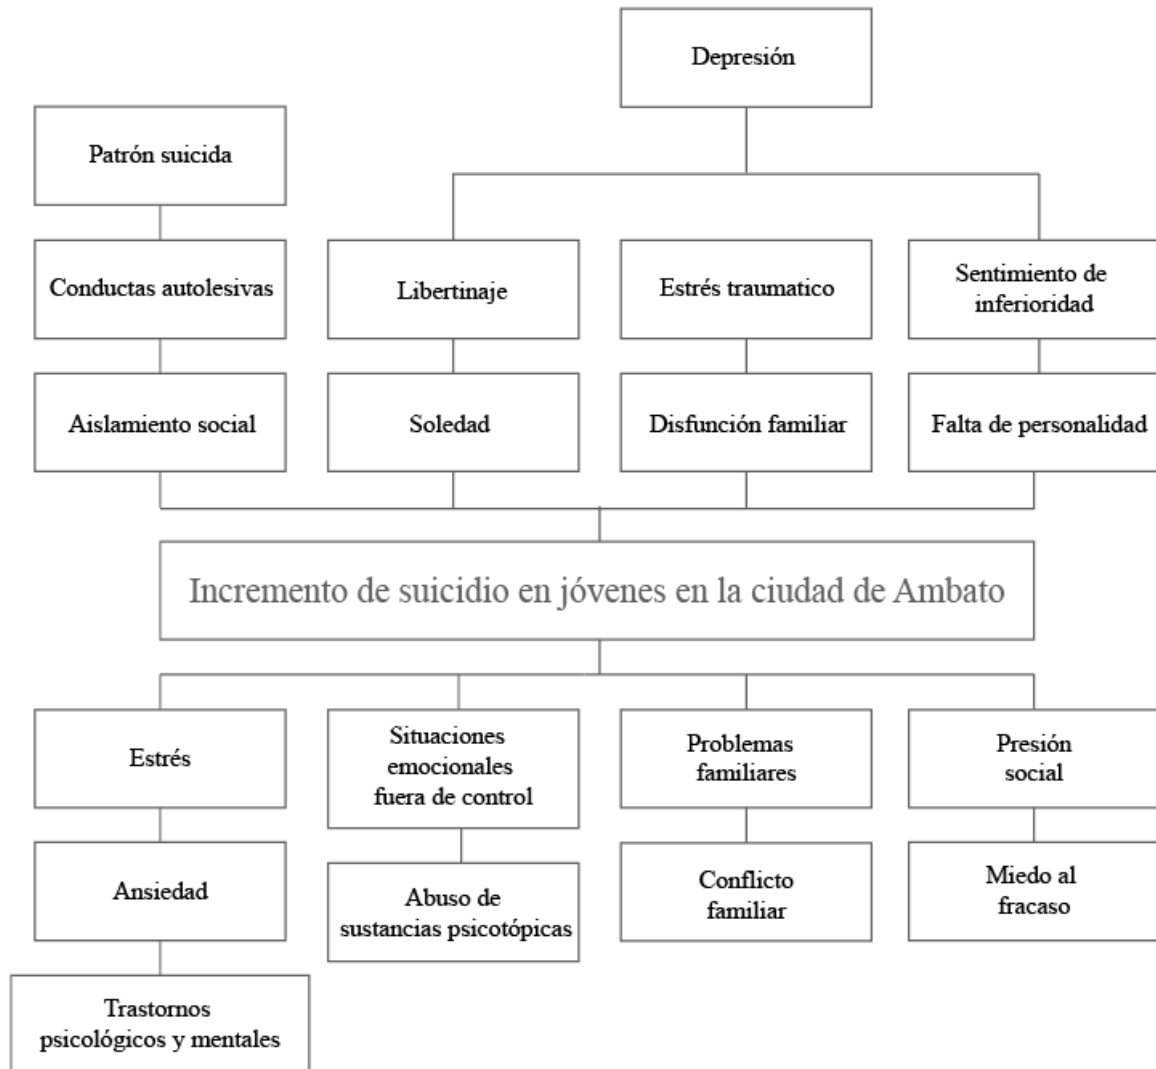 Depresión
Patrón suicida
Conductas autolesivas
Libertinaje
Estrés traumatico
Sentimiento de
inferioridad
Aislamiento social
Soledad
Disfunción familiar
Falta de personalidad
Incremento de suicidio en jóvenes en la ciudad de Ambato
Estrés
Situaciones
emocionales
fuera de control
Problemas
familiares
Presión
social
Ansiedad
Abuso de
sustancias psicotópicas
Conflicto
familiar
Miedo al
fracaso
Trastornos
psicológicos y mentales